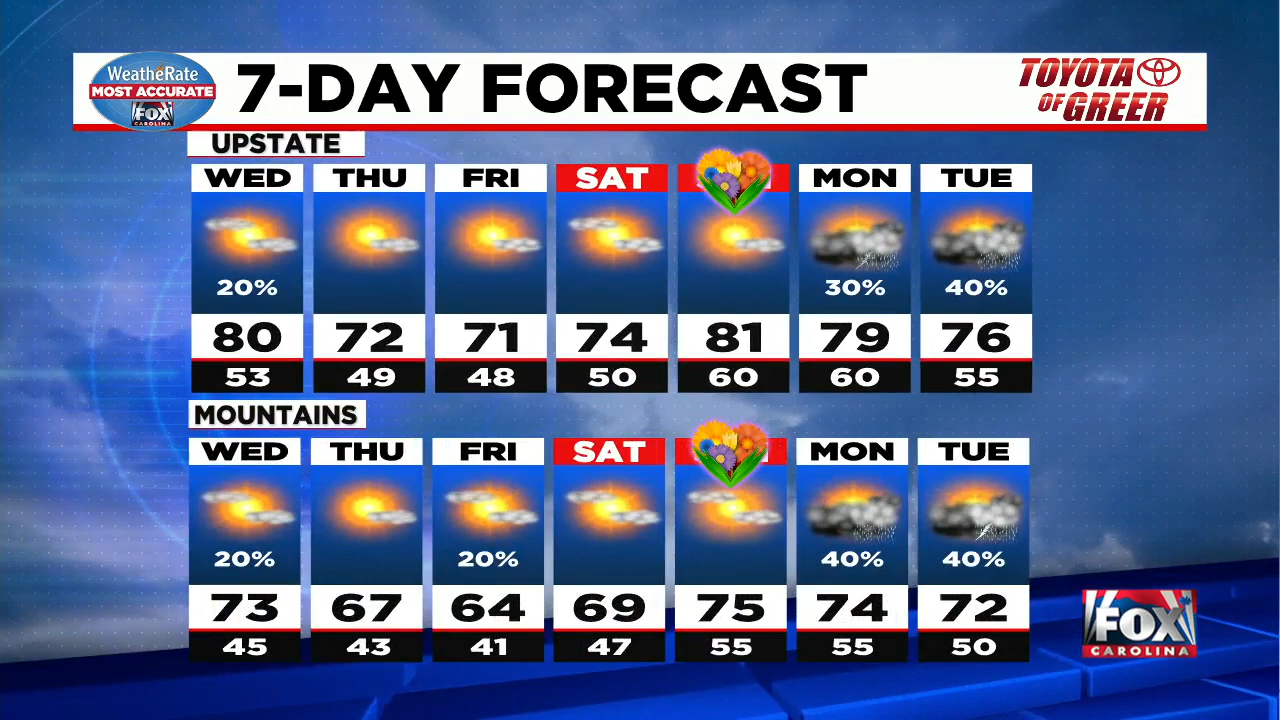 WeatheRate
MOST ACCURATE
FOX
CAROLINA
7-DAY FORECAST
TOYOTA
OF GREER
UPSTATE
WED THU FRI SAT MON TUE
20% 30% 40%
80 72 71 74 81 79 76
53 49 48 50 60 60 55
MOUNTAINS
WED THU FRI SAT MON TUE
20% 20% 40% 40%
73 67 64 69 75 74 72
45 43 41 47 55 55 50
FOX
CAROLINA